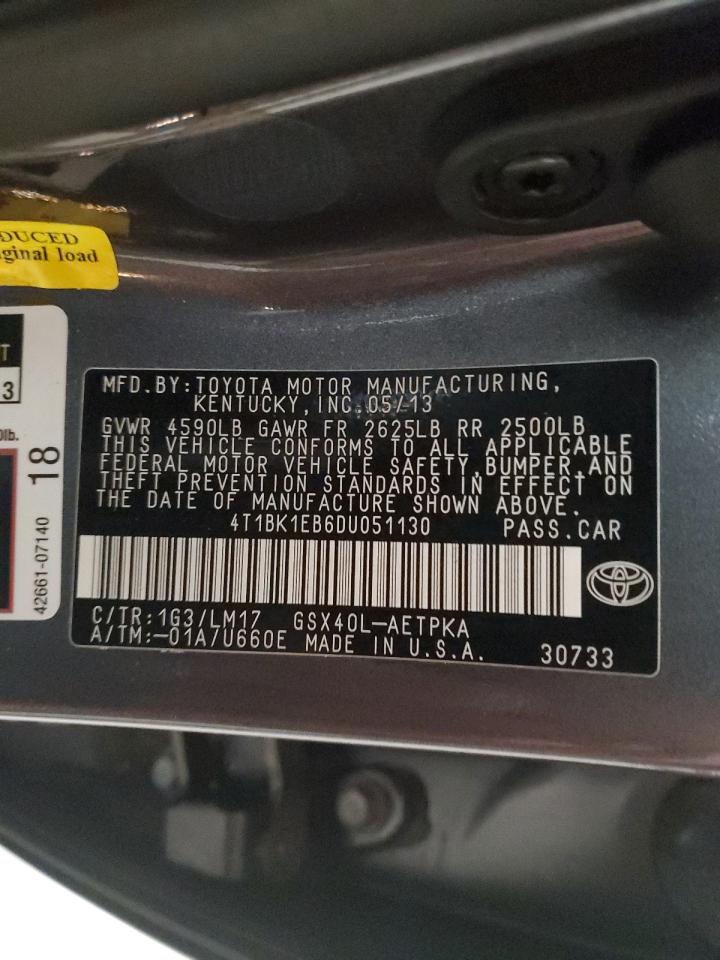 DUCED
ginal load
T
3
0lb.
18
42661-07140
MFD.BY:TOYOTA MOTOR MANUFACTURING,
KENTUCKY,INC.05/13
GVWR 4590LB GAWR FR 2625LB RR 2500LB
THIS VEHICLE CONFORMS TO ALL APPLICABLE
FEDERAL MOTOR VEHICLE SAFETY,BUMPER,AND
THEFT PREVENTION STANDARDS IN EFFECT ON
THE DATE OF MANUFACTURE SHOWN ABOVE.
4T1BK1EB6DU051130 PASS.CAR
C/TR:1G3/LM17 GSX40L-AETPKA
A/TM:-01A/U660E MADE IN U.S.A. 30733